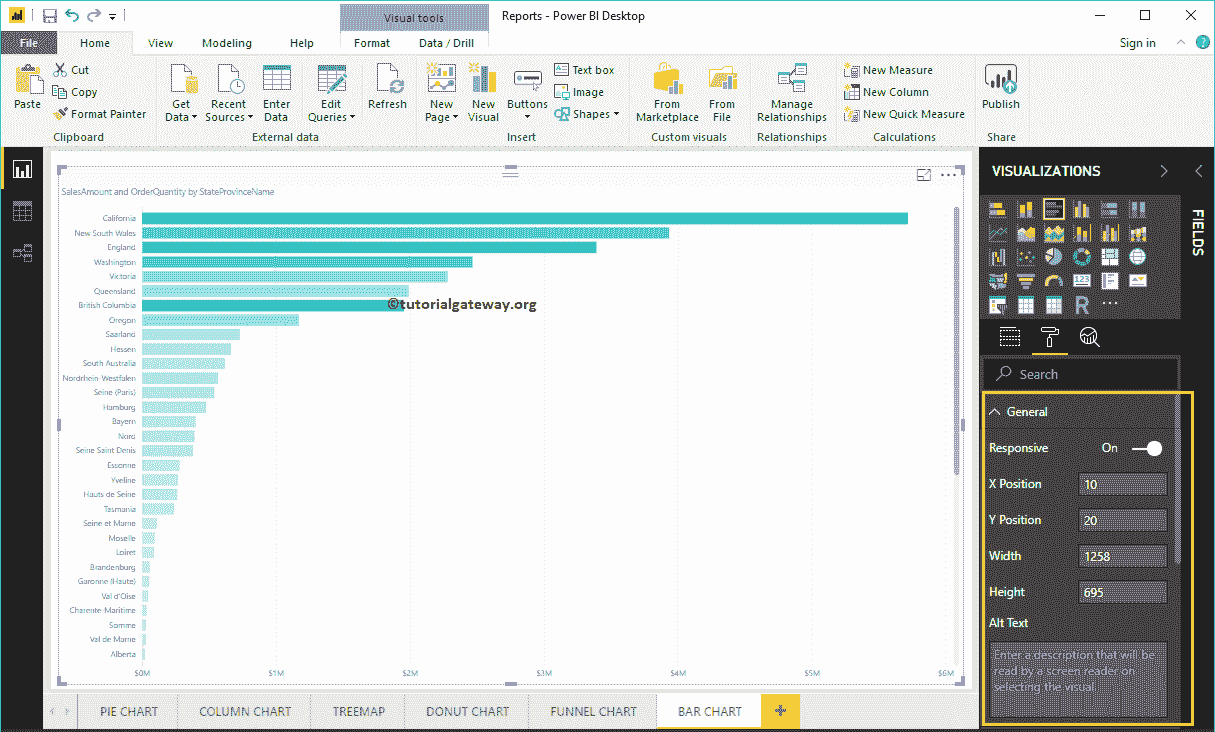 Visual tools
Reports - Power BI Desktop
File
Home
View
Modeling
Help
Format
Data / Drill
Sign in
?
Paste
Cut
Copy
Format Painter
Clipboard
Get Data
Recent Sources
Enter Data
Edit Queries
External data
Refresh
New Page
New Visual
Buttons
Text box
Image
Shapes
Insert
From Marketplace
From File
Custom visuals
Manage Relationships
Relationships
New Measure
New Column
New Quick Measure
Calculations
Publish
Share
SalesAmount and OrderQuantity by StateProvinceName
California
New South Wales
England
Washington
Victoria
Queensland
British Columbia
©tutorialgateway.org
Oregon
Saarland
Hessen
South Australia
Nordrhein-Westfalen
Seine (Paris)
Hamburg
Bayern
Nord
Seine Saint Denis
Essonne
Yveline
Hauts de Seine
Tasmania
Seine et Marne
Moselle
Loiret
Brandenburg
Garonne (Haute)
Val d'Oise
Charente-Maritime
Somme
Val de Marne
Alberta
$0M
$1M
$2M
$3M
$4M
$5M
$6M
PIE CHART
COLUMN CHART
TREEMAP
DONUT CHART
FUNNEL CHART
BAR CHART
+
VISUALIZATIONS
FIELDS
123
R
Search
General
Responsive
On
X Position
10
Y Position
20
Width
1258
Height
695
Alt Text
Enter a description that will be
read by a screen reader on
selecting the visual.